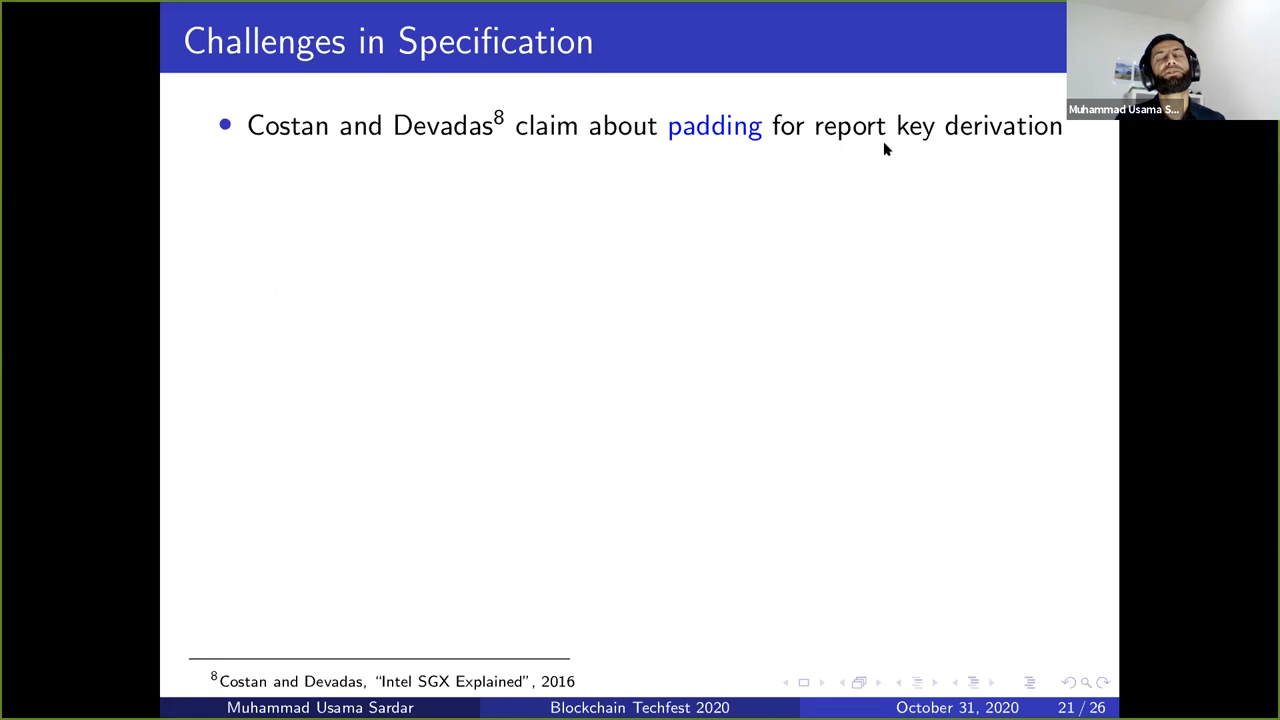 Challenges in Specification
Muhammad Usama S...
• Costan and Devadas8 claim about padding for report key derivation
8Costan and Devadas, “Intel SGX Explained”, 2016
Muhammad Usama Sardar Blockchain Techfest 2020 October 31, 2020 21 / 26